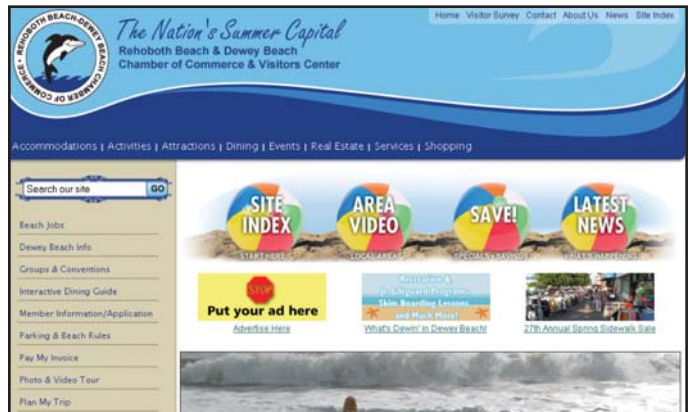 REHOBOTH BEACH-DEWEY BEACH
CHAMBER OF COMMERCE
The Nation's Summer Capital
Rehoboth Beach & Dewey Beach
Chamber of Commerce & Visitors Center
Home Visitor Survey Contact About Us News Site Index
Accommodations | Activities | Attractions | Dining | Events | Real Estate | Services | Shopping
Search our site GO
Beach Jobs
Dewey Beach Info
Groups & Conventions
Interactive Dining Guide
Member Information/Application
Parking & Beach Rules
Pay My Invoice
Photo & Video Tour
Plan My Trip
SITE
INDEX
START HERE
AREA
VIDEO
LOCAL AREA
SAVE!
SPECIALS & SAVINGS
LATEST
NEWS
WHAT'S HAPPENING
STOP
Put your ad here
Advertise Here
Recreation &
Jr. Lifeguard Programs
Skim Boarding Lessons
and Much More!
What's Dewin' in Dewey Beach!
27th Annual Spring Sidewalk Sale